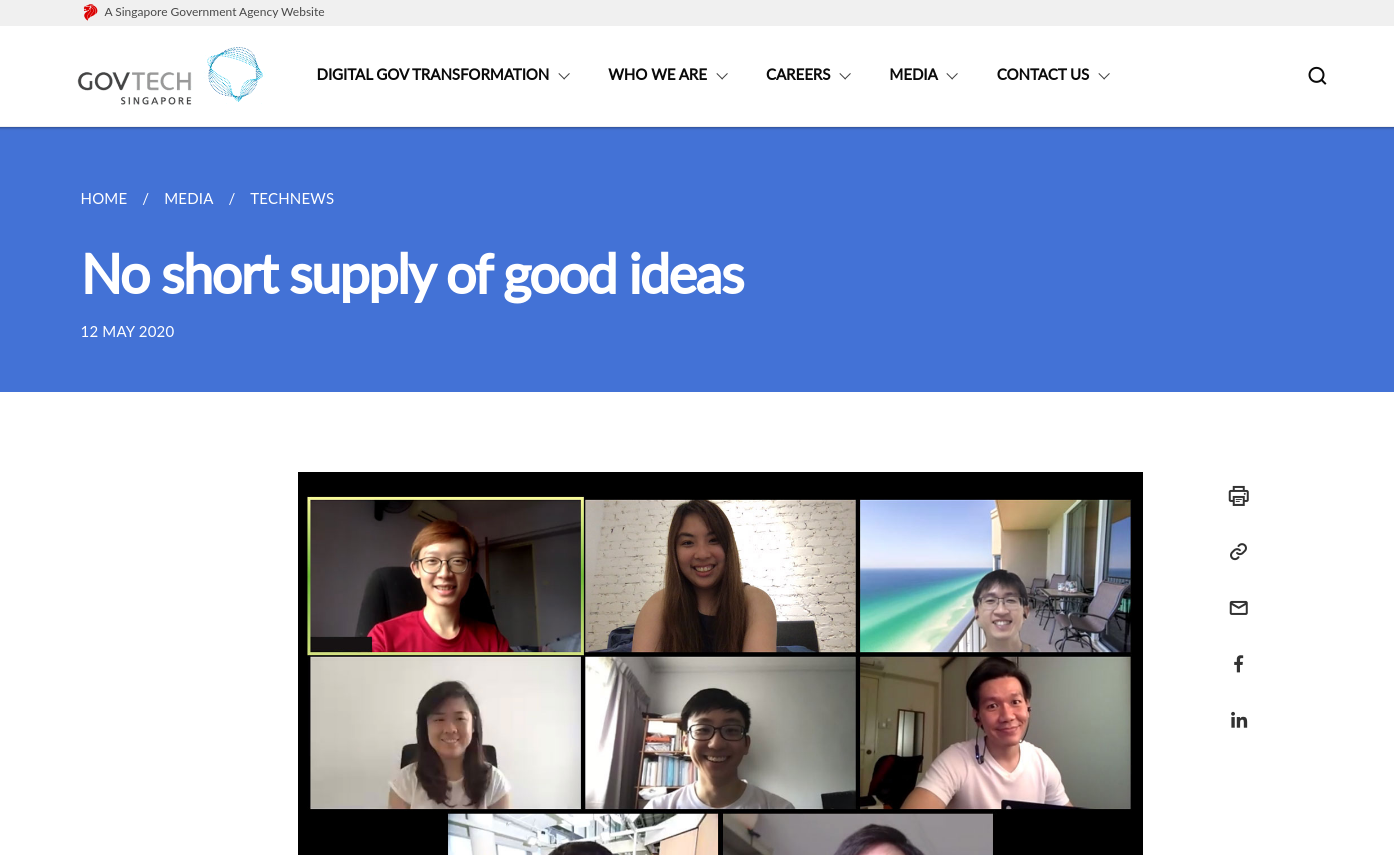 A Singapore Government Agency Website
GOVTECH
SINGAPORE
DIGITAL GOV TRANSFORMATION
WHO WE ARE
CAREERS
MEDIA
CONTACT US
HOME / MEDIA / TECHNEWS
No short supply of good ideas
12 MAY 2020